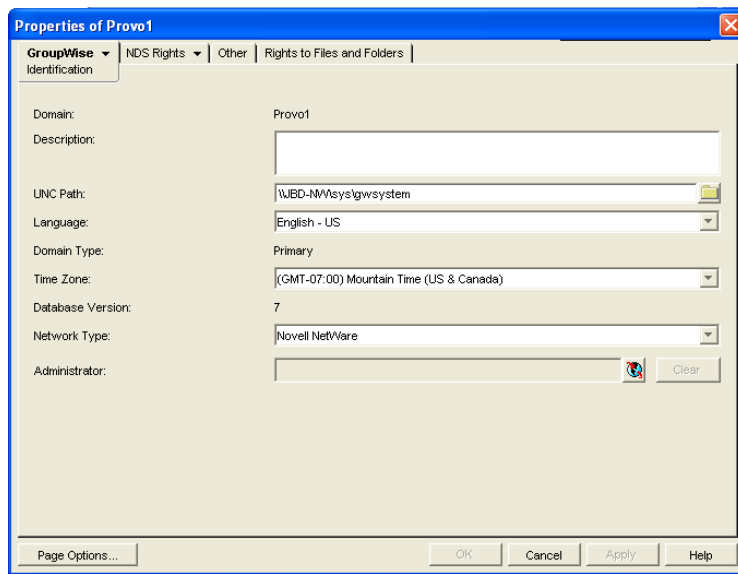 Properties of Provo1
GroupWise NDS Rights Other Rights to Files and Folders
Identification
Domain: Provo1
Description:
UNC Path: \\JBD-NW\sys\gwsystem
Language: English - US
Domain Type: Primary
Time Zone: (GMT-07:00) Mountain Time (US & Canada)
Database Version: 7
Network Type: Novell NetWare
Administrator: Clear
Page Options... OK Cancel Apply Help